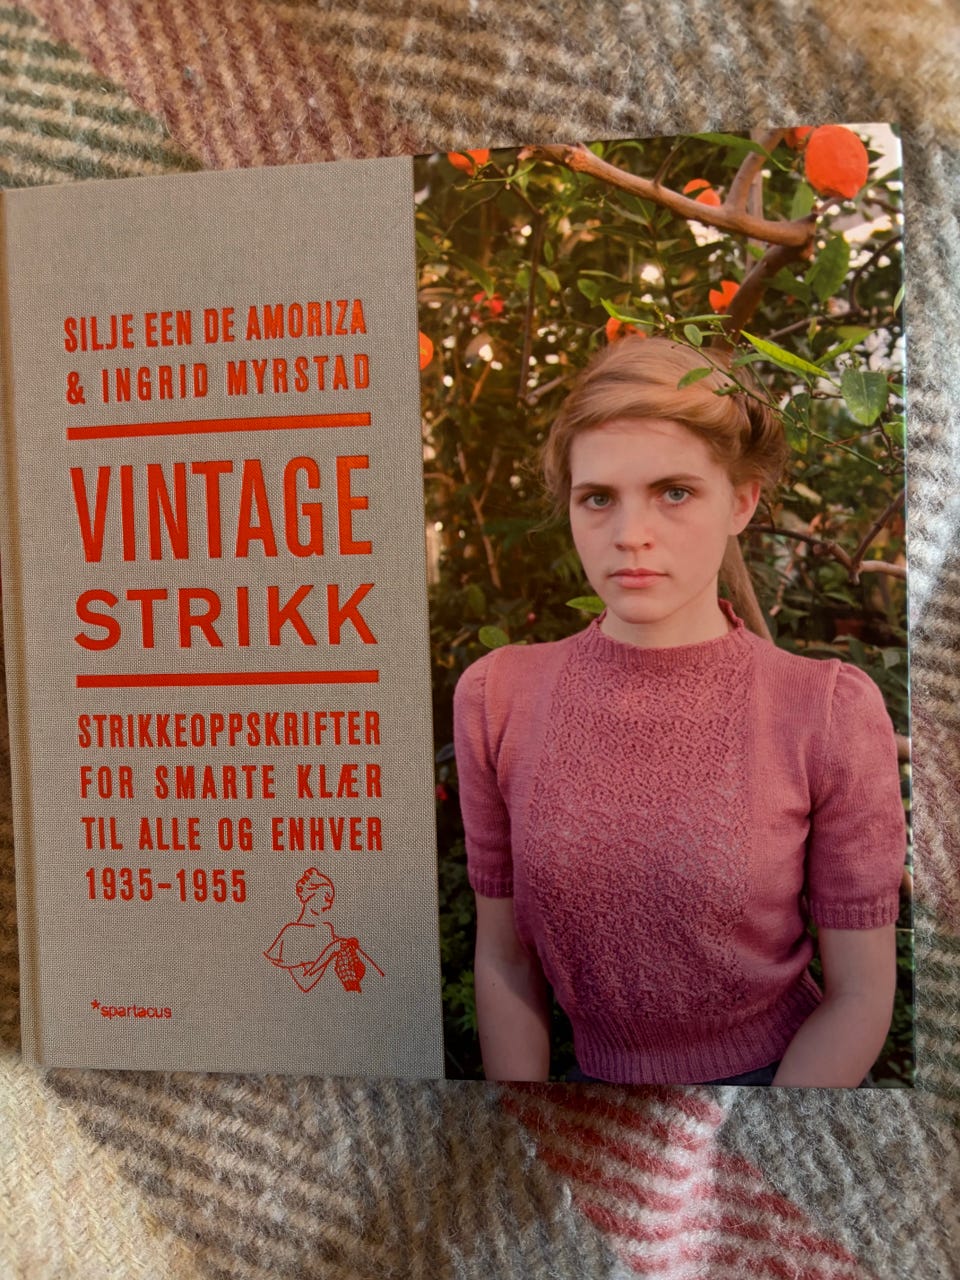 SILJE EEN DE AMORIZA
& INGRID MYRSTAD
VINTAGE
STRIKK
STRIKKEOPPSKRIFTER
FOR SMARTE KLÆR
TIL ALLE OG ENHVER
1935-1955
*spartacus